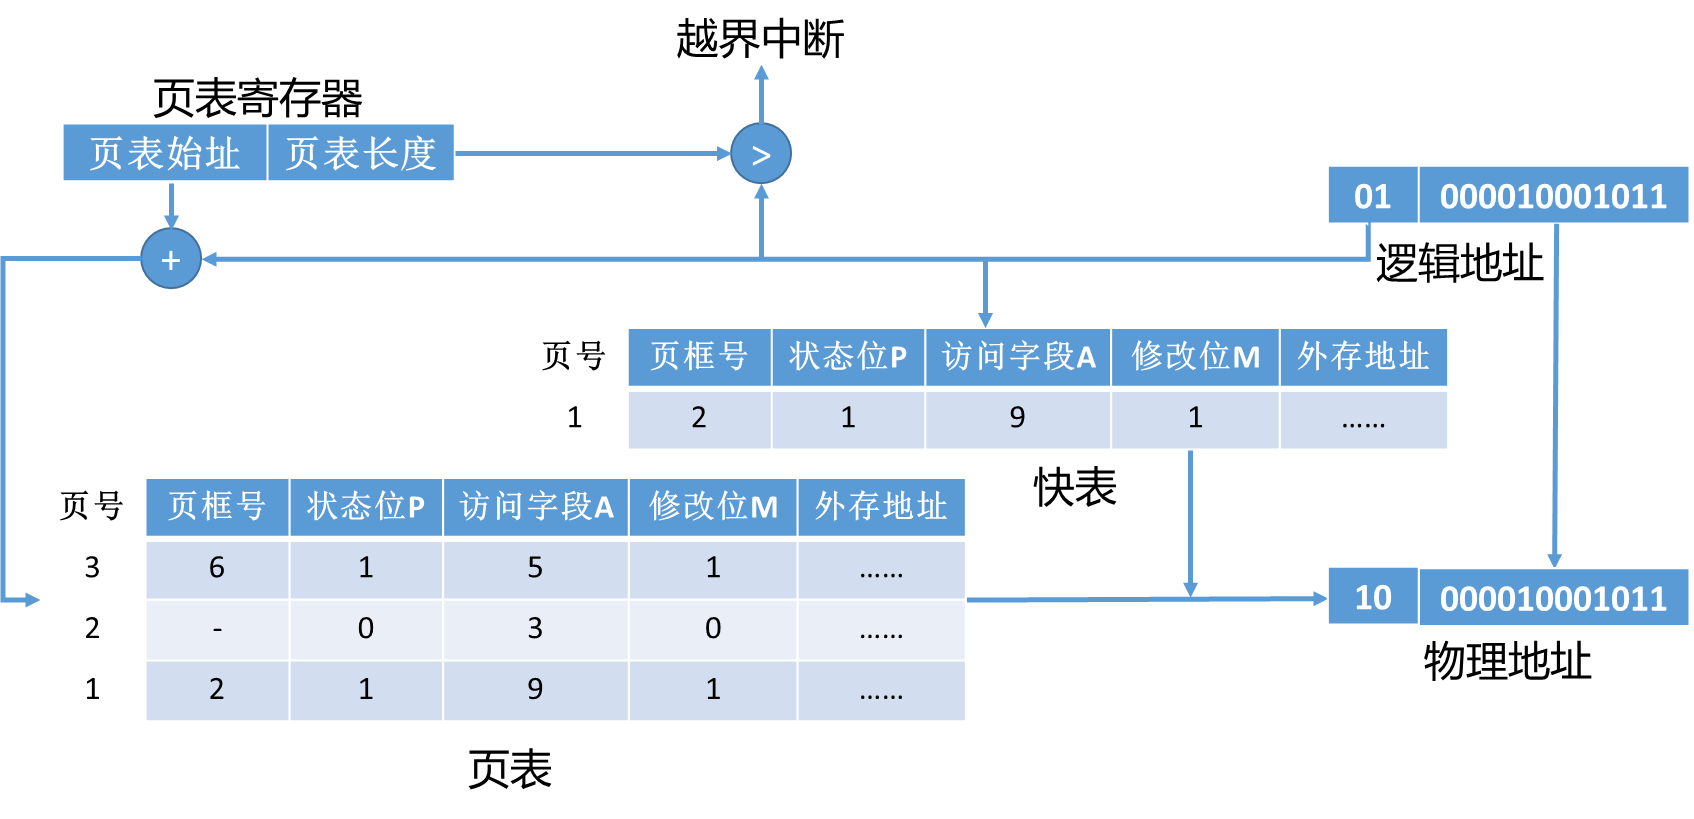 越界中断
页表寄存器
页表始址 页表长度
>
01 000010001011
逻辑地址
+
页号 页框号 状态位P 访问字段A 修改位M 外存地址
1 2 1 9 1 ……
快表
页号 页框号 状态位P 访问字段A 修改位M 外存地址
3 6 1 5 1 ……
2 - 0 3 0 ……
1 2 1 9 1 ……
10 000010001011
物理地址
页表